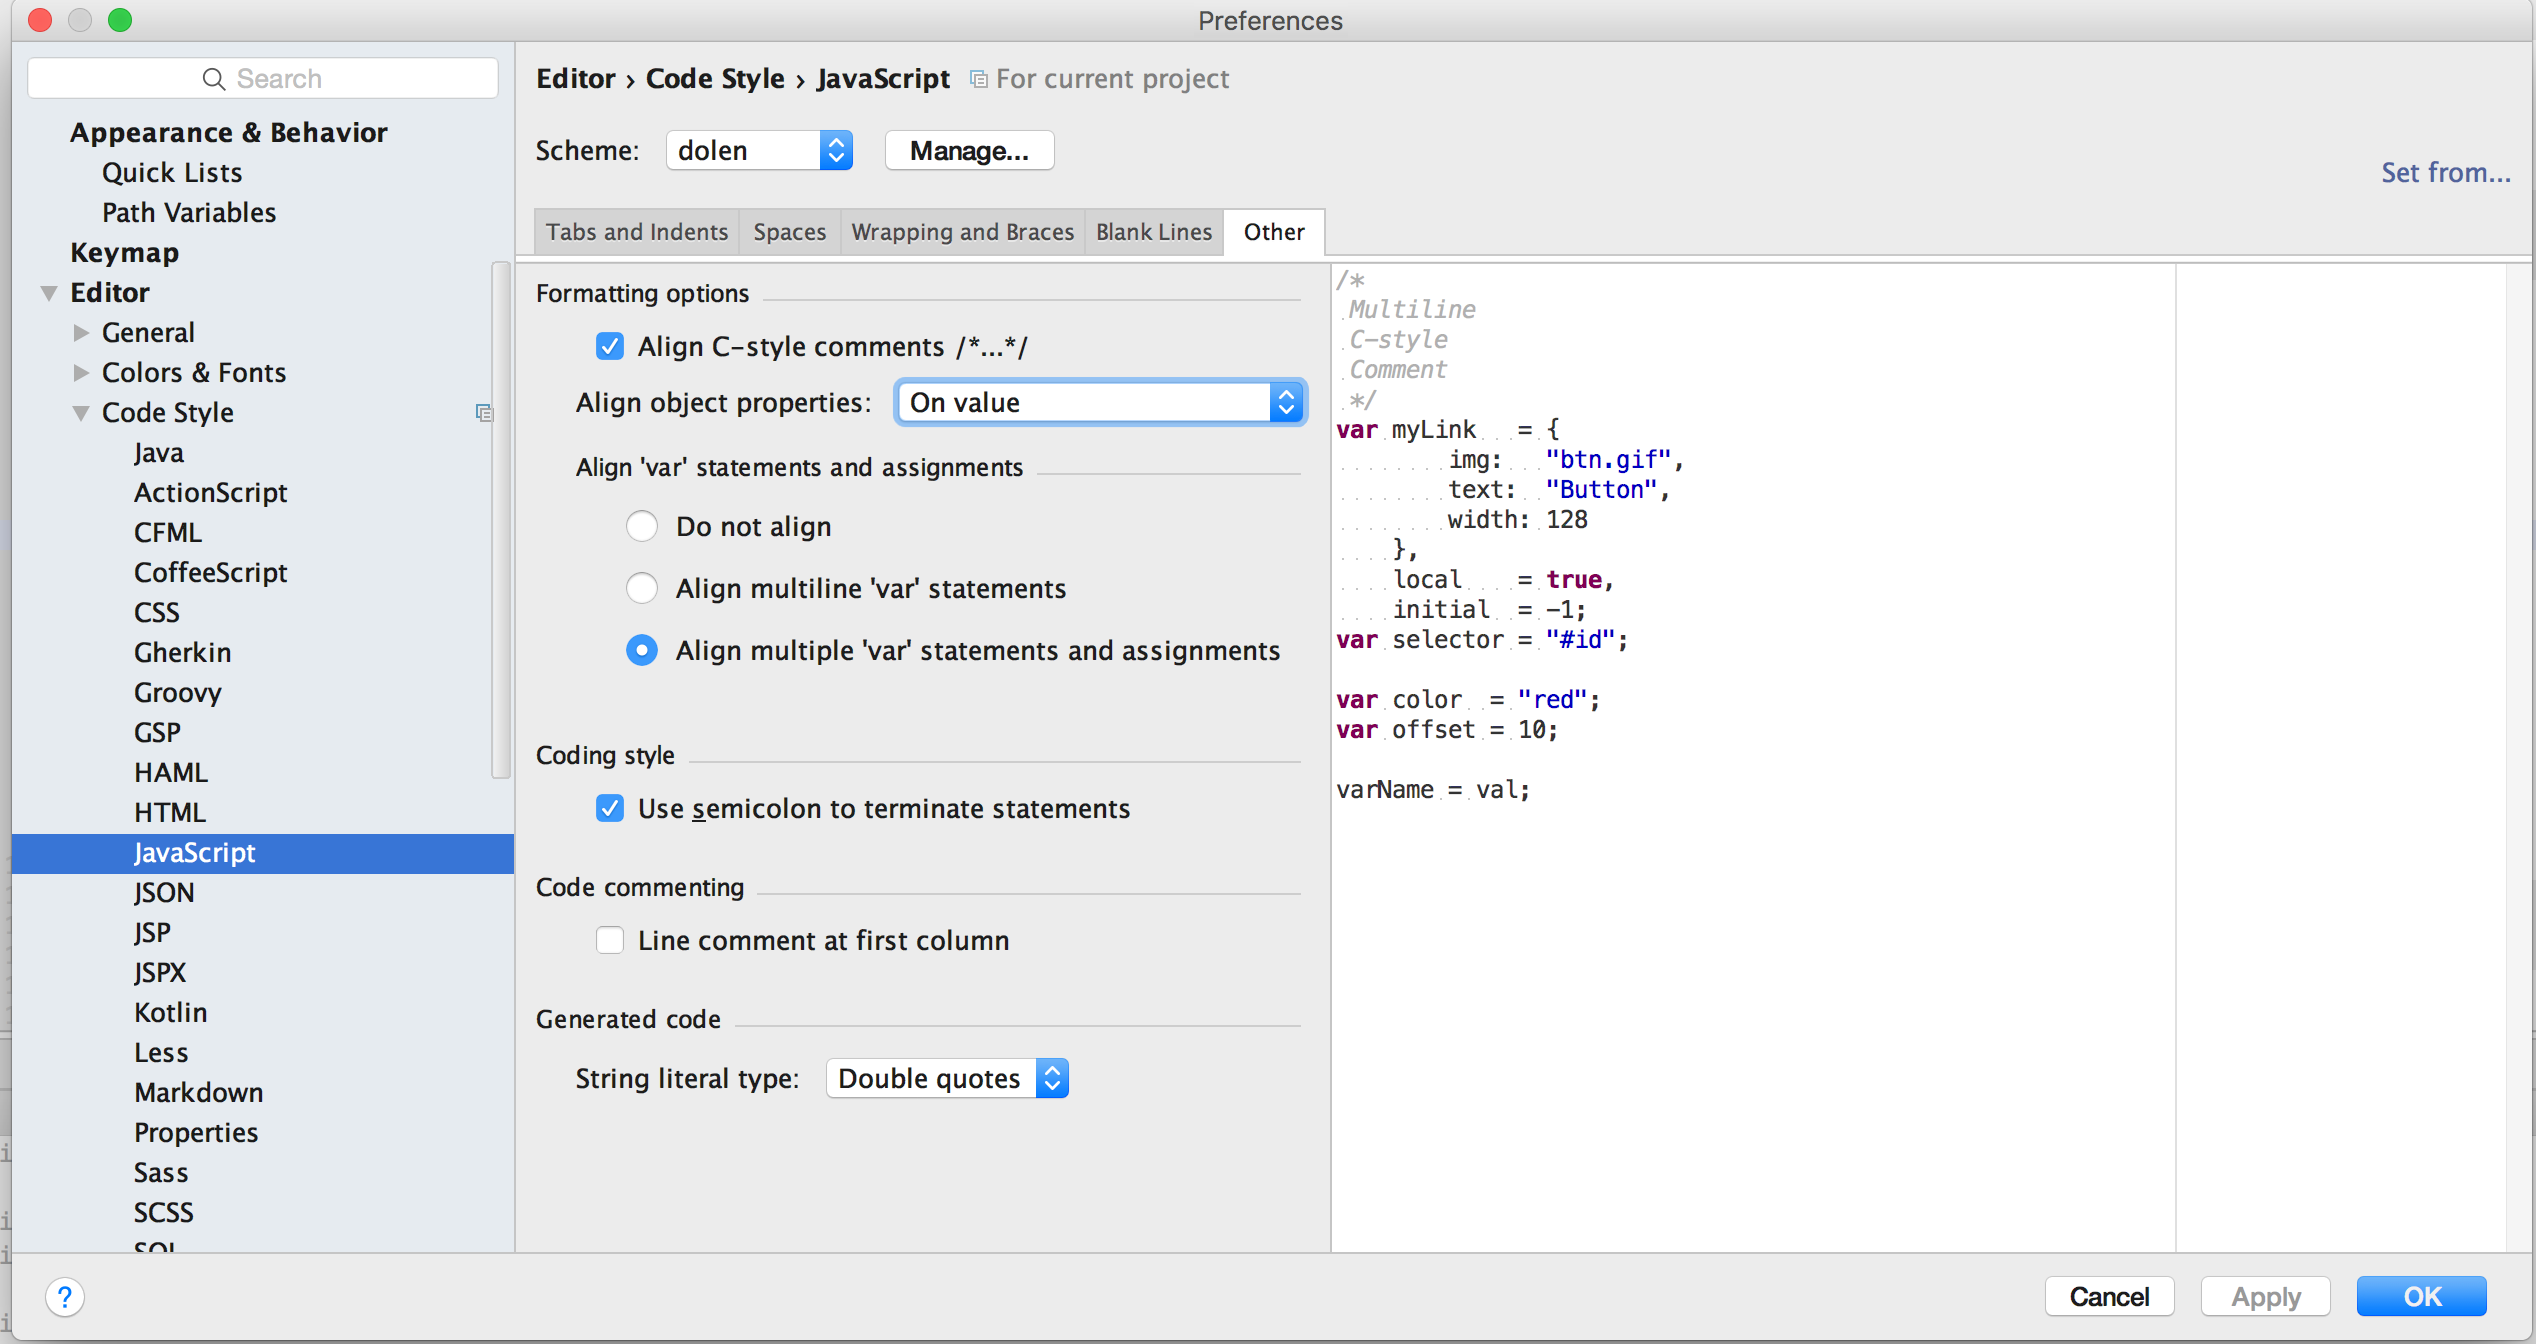 Preferences
Search
Appearance & Behavior
Quick Lists
Path Variables
Keymap
Editor
General
Colors & Fonts
Code Style
Java
ActionScript
CFML
CoffeeScript
CSS
Gherkin
Groovy
GSP
HAML
HTML
JavaScript
JSON
JSP
JSPX
Kotlin
Less
Markdown
Properties
Sass
SCSS
SQL
Editor › Code Style › JavaScript For current project
Scheme: dolen Manage...
Set from...
Tabs and Indents Spaces Wrapping and Braces Blank Lines Other
Formatting options
Align C-style comments /*...*/
Align object properties: On value
Align 'var' statements and assignments
Do not align
Align multiline 'var' statements
Align multiple 'var' statements and assignments
Coding style
Use semicolon to terminate statements
Code commenting
Line comment at first column
Generated code
String literal type: Double quotes
/*
 Multiline
 C-style
 Comment
 */
var myLink   = {
        img:   "btn.gif",
        text:  "Button",
        width: 128
    },
    local    = true,
    initial  = -1;
var selector = "#id";
var color  = "red";
var offset = 10;
varName = val;
?
Cancel Apply OK